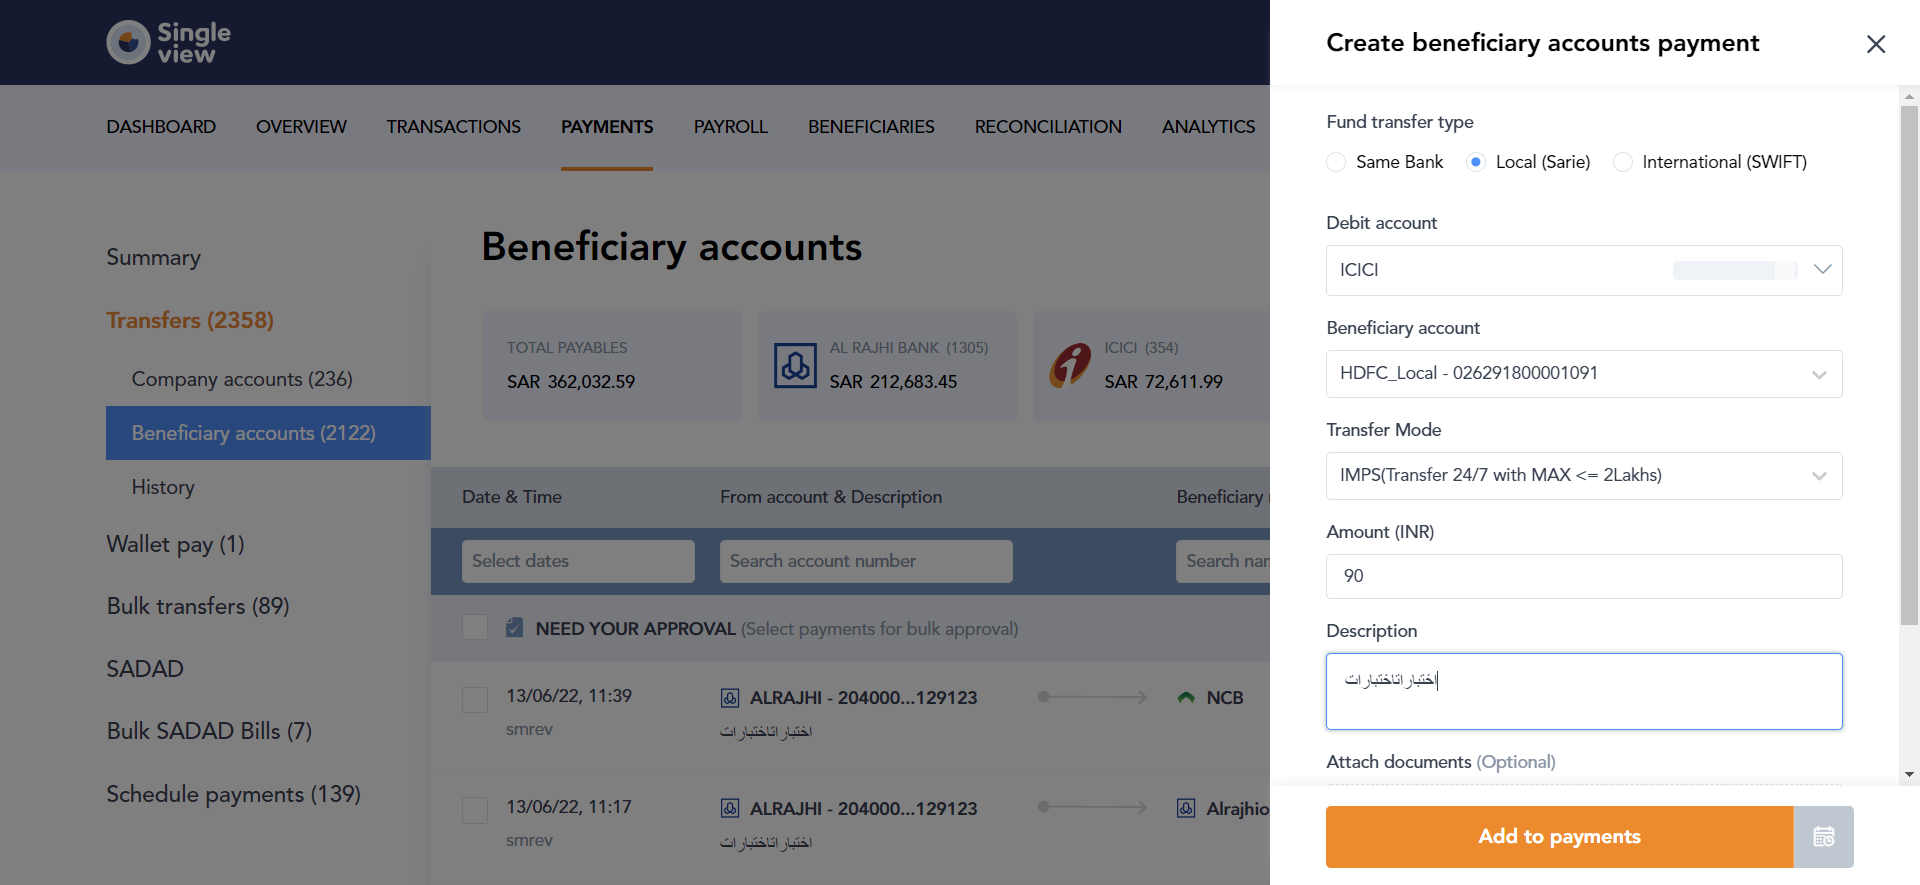 Single
view
DASHBOARD OVERVIEW TRANSACTIONS PAYMENTS PAYROLL BENEFICIARIES RECONCILIATION ANALYTICS
Summary
Transfers (2358)
Company accounts (236)
Beneficiary accounts (2122)
History
Wallet pay (1)
Bulk transfers (89)
SADAD
Bulk SADAD Bills (7)
Schedule payments (139)
Beneficiary accounts
TOTAL PAYABLES
SAR 362,032.59
AL RAJHI BANK (1305)
SAR 212,683.45
ICICI (354)
SAR 72,611.99
Date & Time From account & Description Beneficiary
Select dates Search account number Search nar
NEED YOUR APPROVAL (Select payments for bulk approval)
13/06/22, 11:39 ALRAJHI - 204000...129123 NCB
smrev اختباراتاختبارات
13/06/22, 11:17 ALRAJHI - 204000...129123 Alrajhio
smrev اختباراتاختبارات
Create beneficiary accounts payment
Fund transfer type
Same Bank Local (Sarie) International (SWIFT)
Debit account
ICICI
Beneficiary account
HDFC_Local - 026291800001091
Transfer Mode
IMPS(Transfer 24/7 with MAX <= 2Lakhs)
Amount (INR)
90
Description
اختباراتاختبارات
Attach documents (Optional)
Add to payments